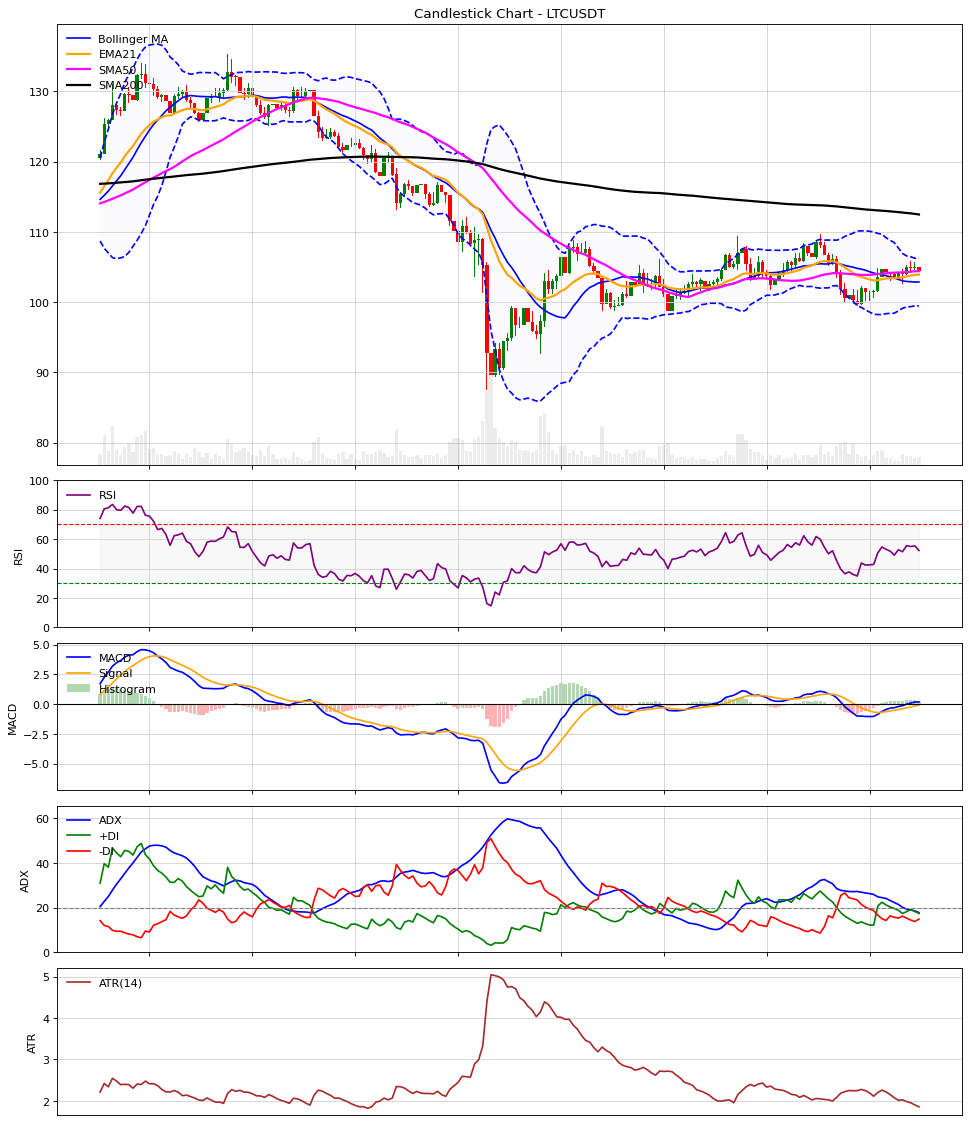 Candlestick Chart - LTCUSDT
Bollinger MA
EMA21
SMA50
SMA200
130
120
110
100
90
80
RSI
100
80
60
40
20
0
RSI
MACD
Signal
Histogram
5.0
2.5
0.0
−2.5
−5.0
MACD
ADX
+DI
-DI
60
40
20
0
ADX
ATR(14)
5
4
3
2
ATR